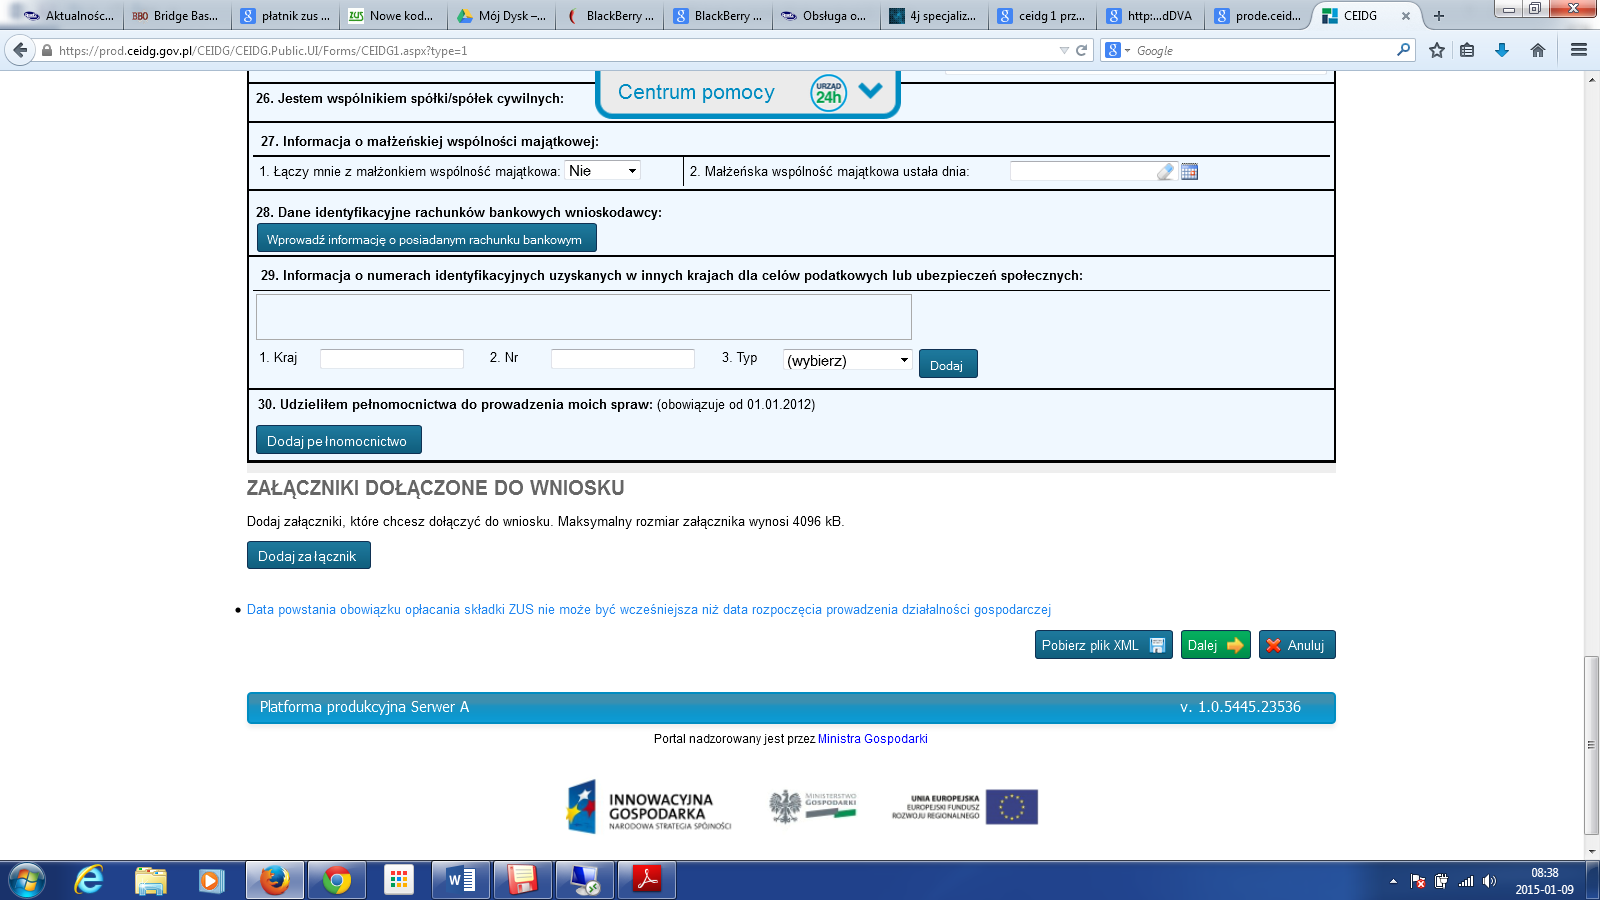 Aktualnośc...
BBO Bridge Bas...
płatnik zus ...
ZUS Nowe kod...
Mój Dysk –...
BlackBerry ...
BlackBerry ...
Obsługa o...
4j specjaliz...
ceidg 1 prz...
http:...dDVA
prode.ceid...
CEIDG
https://prod.ceidg.gov.pl/CEIDG/CEIDG.Public.UI/Forms/CEIDG1.aspx?type=1
Google
Centrum pomocy
URZĄD
24h
26. Jestem wspólnikiem spółki/spółek cywilnych:
27. Informacja o małżeńskiej wspólności majątkowej:
1. Łączy mnie z małżonkiem wspólność majątkowa: Nie
2. Małżeńska wspólność majątkowa ustała dnia:
28. Dane identyfikacyjne rachunków bankowych wnioskodawcy:
Wprowadź informację o posiadanym rachunku bankowym
29. Informacja o numerach identyfikacyjnych uzyskanych w innych krajach dla celów podatkowych lub ubezpieczeń społecznych:
1. Kraj
2. Nr
3. Typ
(wybierz)
Dodaj
30. Udzieliłem pełnomocnictwa do prowadzenia moich spraw: (obowiązuje od 01.01.2012)
Dodaj pełnomocnictwo
ZAŁĄCZNIKI DOŁĄCZONE DO WNIOSKU
Dodaj załączniki, które chcesz dołączyć do wniosku. Maksymalny rozmiar załącznika wynosi 4096 kB.
Dodaj załącznik
• Data powstania obowiązku opłacania składki ZUS nie może być wcześniejsza niż data rozpoczęcia prowadzenia działalności gospodarczej
Pobierz plik XML
Dalej
Anuluj
Platforma produkcyjna Serwer A
v. 1.0.5445.23536
Portal nadzorowany jest przez Ministra Gospodarki
INNOWACYJNA
GOSPODARKA
NARODOWA STRATEGIA SPÓJNOŚCI
MINISTERSTWO
GOSPODARKI
UNIA EUROPEJSKA
EUROPEJSKI FUNDUSZ
ROZWOJU REGIONALNEGO
08:38
2015-01-09